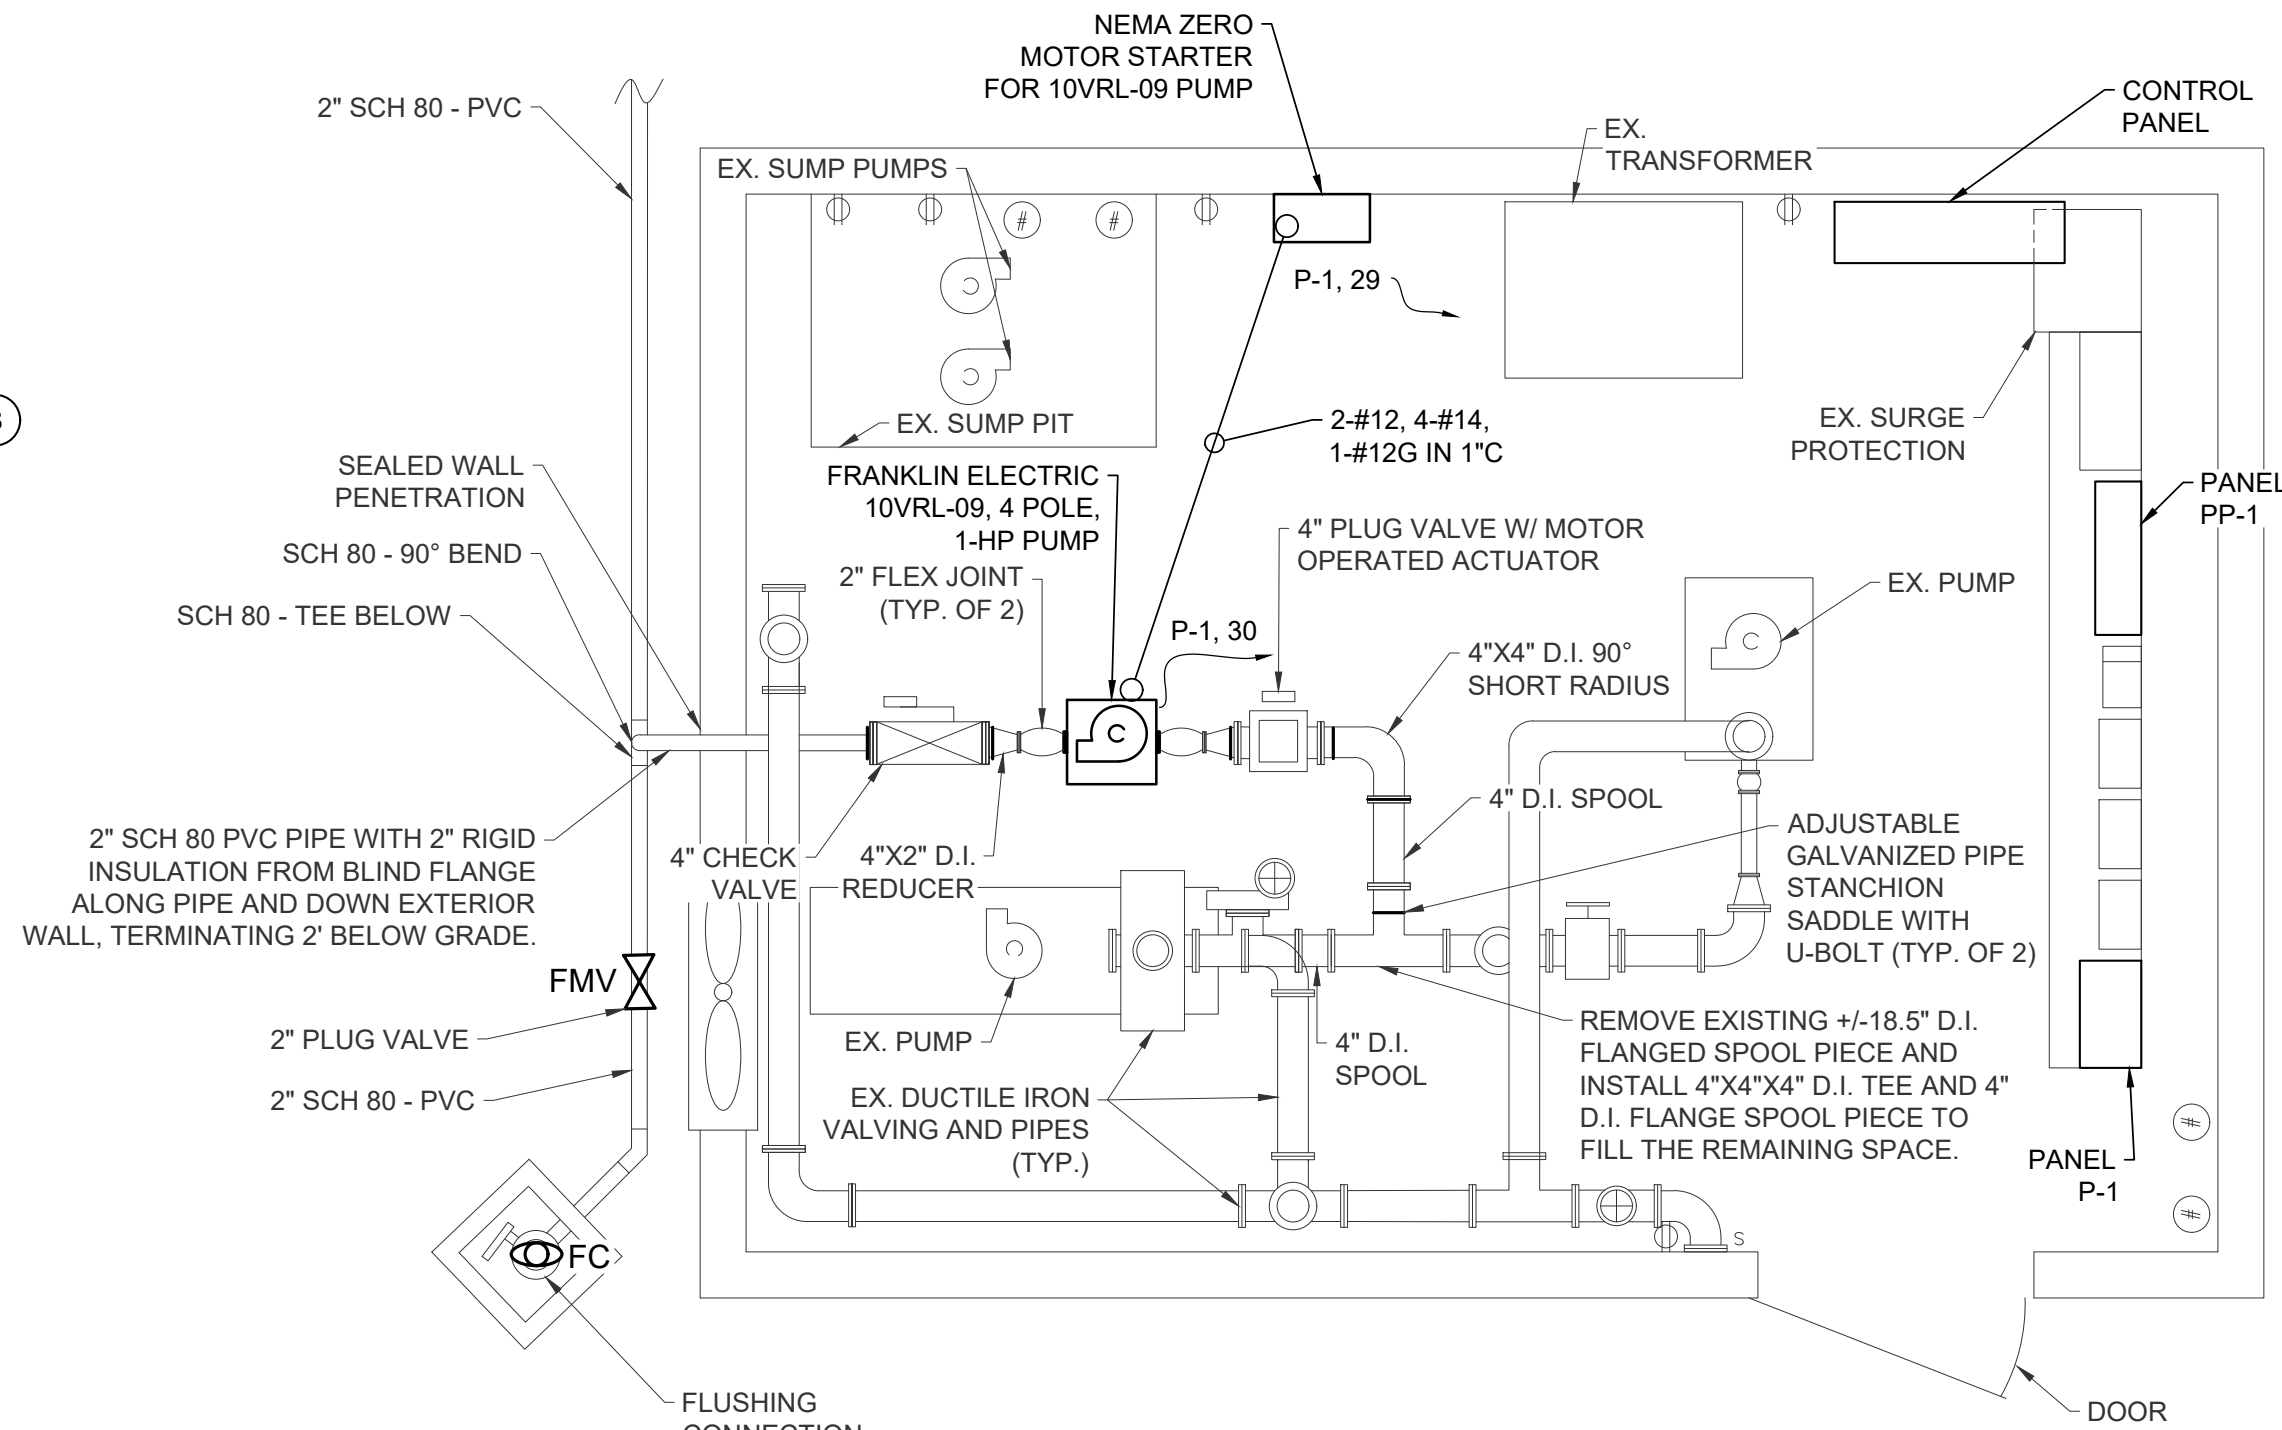 NEMA ZERO
MOTOR STARTER
FOR 10VRL-09 PUMP
2" SCH 80 - PVC
CONTROL
PANEL
EX.
TRANSFORMER
EX. SUMP PUMPS
#
#
P-1, 29
EX. SUMP PIT
2-#12, 4-#14,
1-#12G IN 1"C
EX. SURGE
PROTECTION
SEALED WALL
PENETRATION
FRANKLIN ELECTRIC
10VRL-09, 4 POLE,
1-HP PUMP
PANEL
PP-1
SCH 80 - 90° BEND
2" FLEX JOINT
(TYP. OF 2)
4" PLUG VALVE W/ MOTOR
OPERATED ACTUATOR
EX. PUMP
SCH 80 - TEE BELOW
P-1, 30
4"X4" D.I. 90°
SHORT RADIUS
C
C
C
C
C
2" SCH 80 PVC PIPE WITH 2" RIGID
INSULATION FROM BLIND FLANGE
ALONG PIPE AND DOWN EXTERIOR
WALL, TERMINATING 2' BELOW GRADE.
4" CHECK
VALVE
4"X2" D.I.
REDUCER
4" D.I. SPOOL
ADJUSTABLE
GALVANIZED PIPE
STANCHION
SADDLE WITH
U-BOLT (TYP. OF 2)
FMV
2" PLUG VALVE
2" SCH 80 - PVC
EX. PUMP
4" D.I.
SPOOL
EX. DUCTILE IRON
VALVING AND PIPES
(TYP.)
REMOVE EXISTING +/-18.5" D.I.
FLANGED SPOOL PIECE AND
INSTALL 4"X4"X4" D.I. TEE AND 4"
D.I. FLANGE SPOOL PIECE TO
FILL THE REMAINING SPACE.
PANEL
P-1
#
#
S
FC
FLUSHING
CONNECTION
DOOR